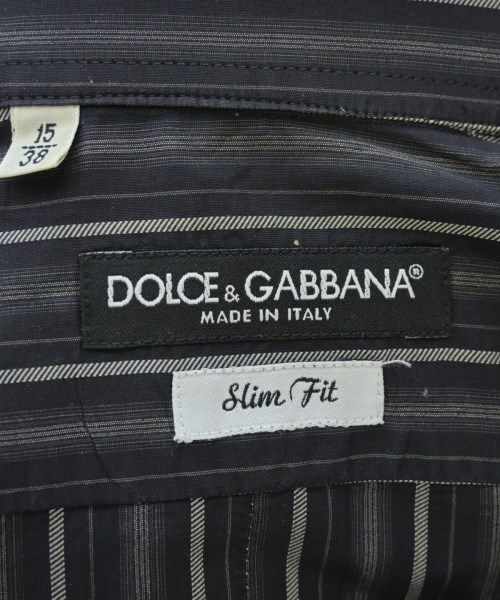 15
38
DOLCE & GABBANA®
MADE IN ITALY
Slim Fit